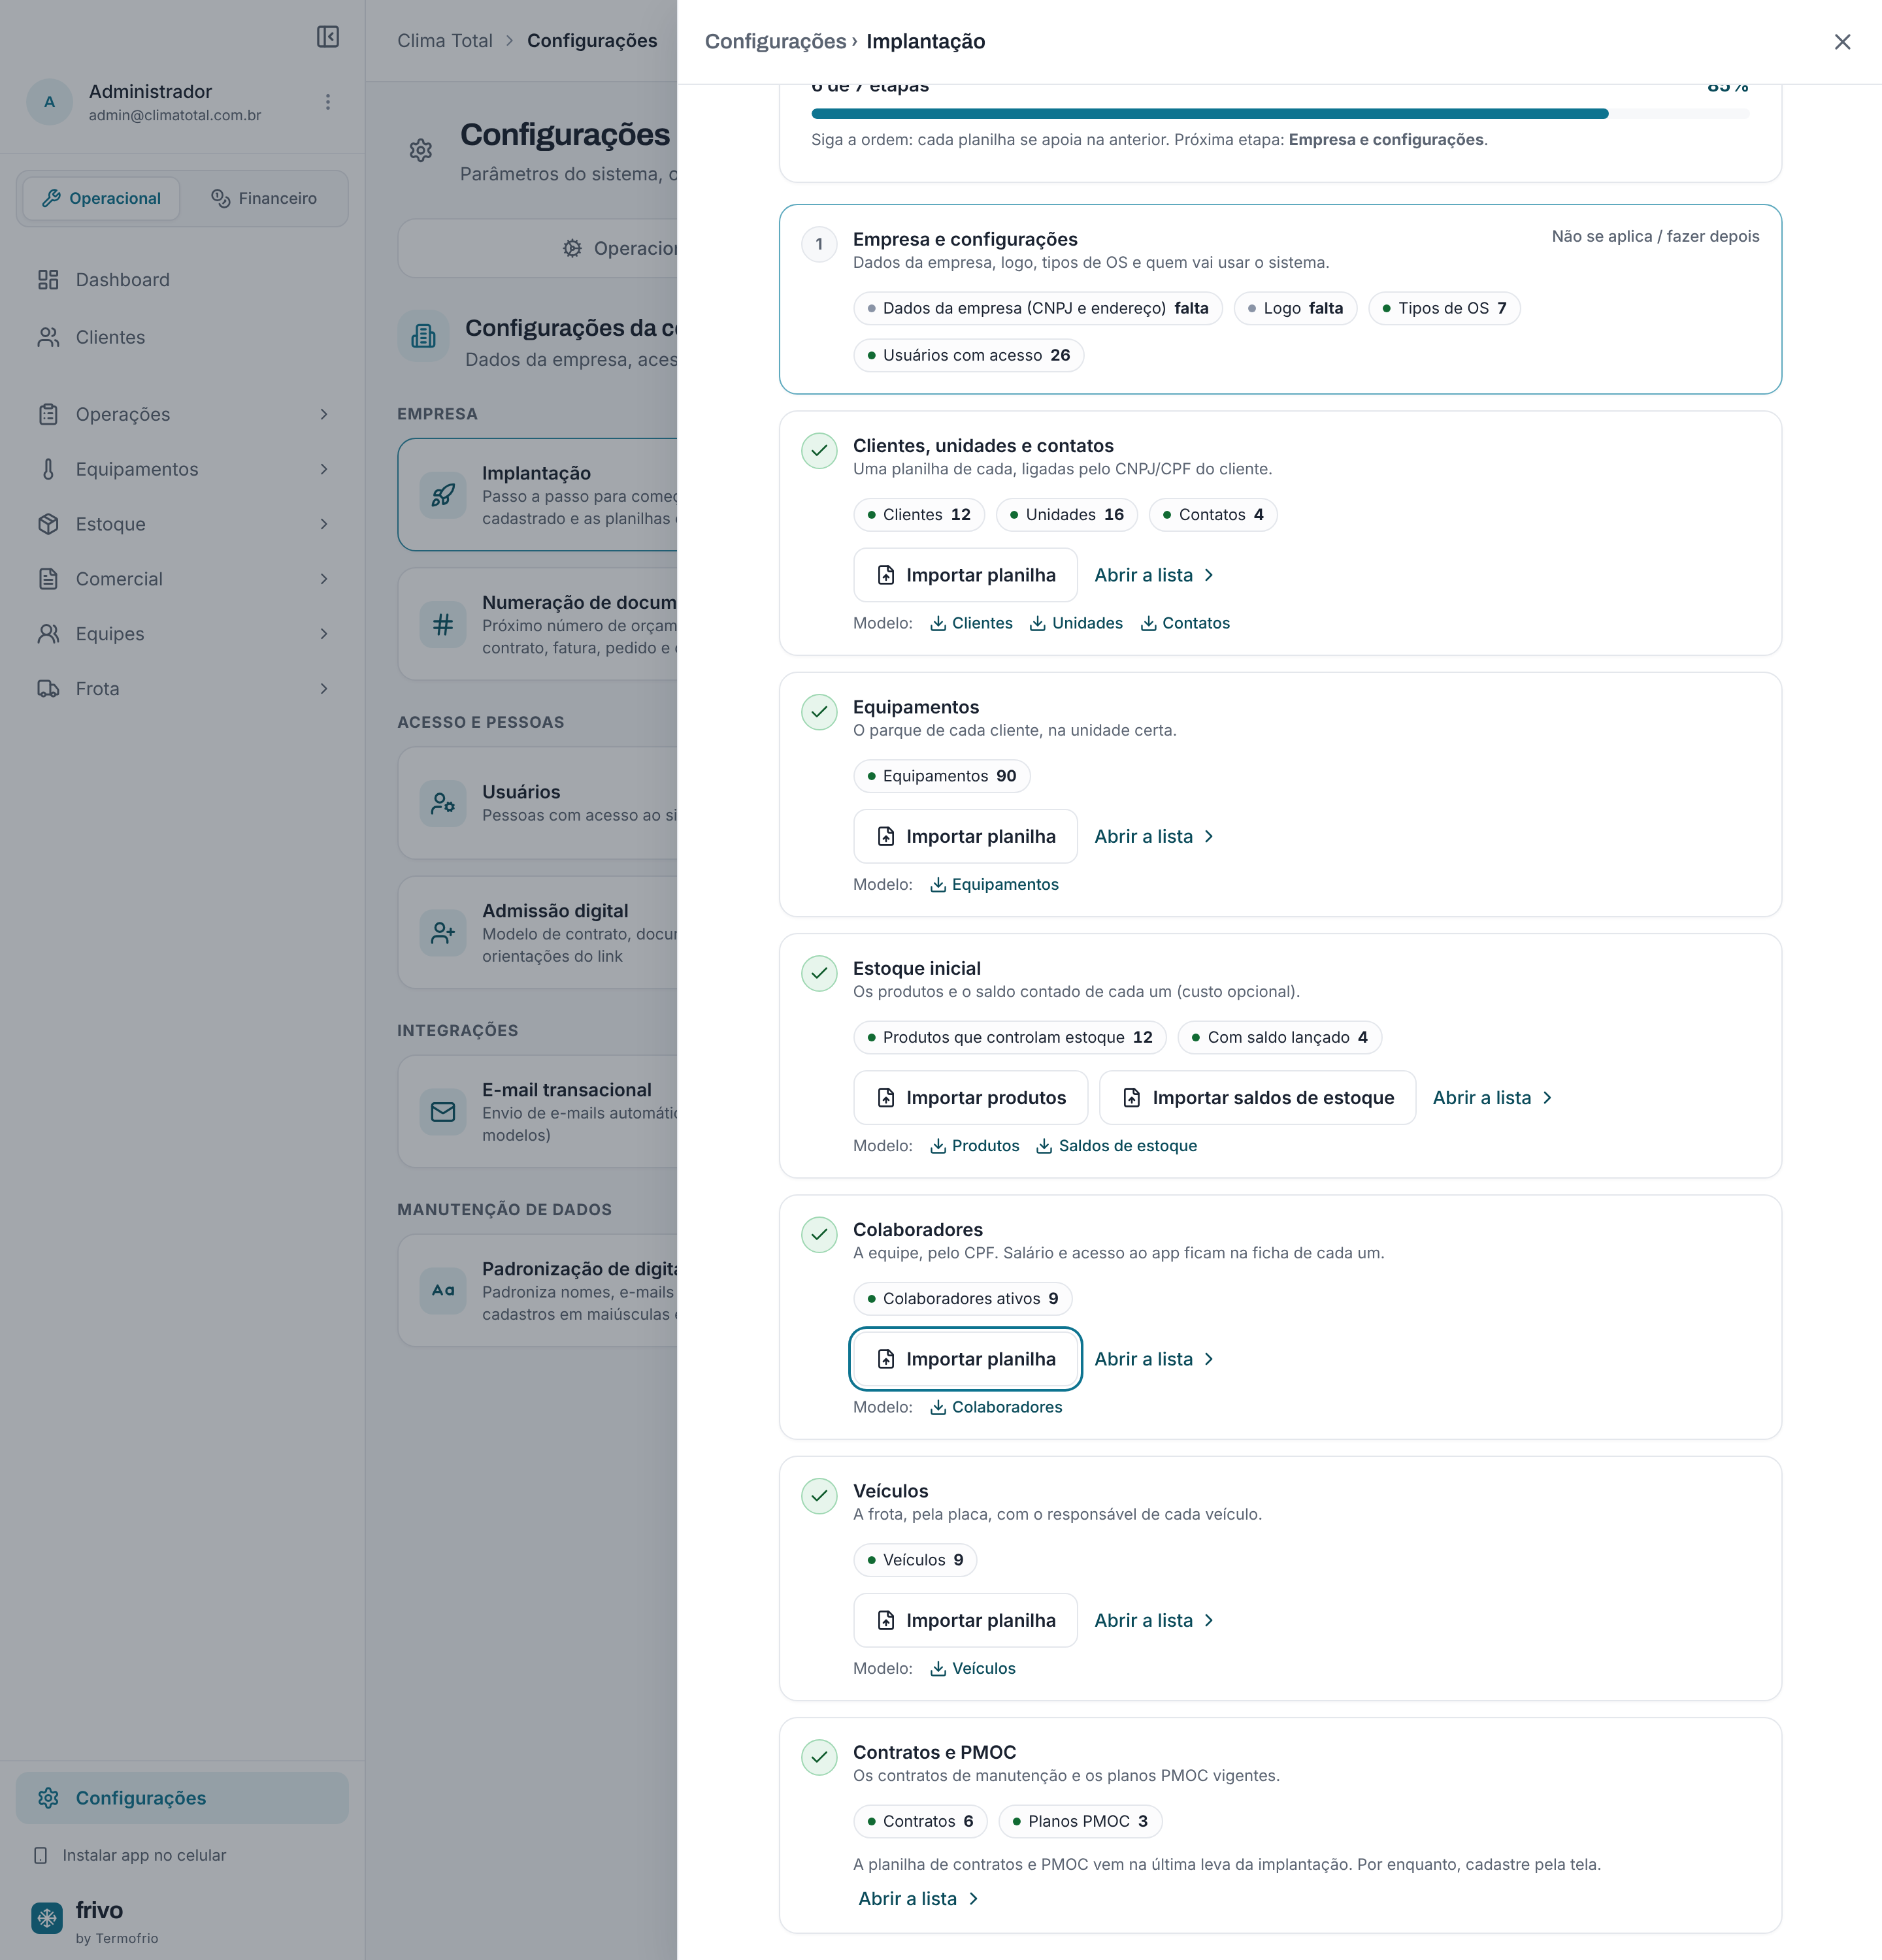 A
Administrador
admin@climatotal.com.br
Operacional
Financeiro
Dashboard
Clientes
Operações
Equipamentos
Estoque
Comercial
Equipes
Frota
Configurações
Instalar app no celular
frivo
by Termofrio
Clima Total > Configurações
Configurações
Parâmetros do sistema, c
Operacion
Configurações da c
Dados da empresa, aces
EMPRESA
Implantação
Passo a passo para comec
cadastrado e as planilhas
Numeração de docum
Próximo número de orçam
contrato, fatura, pedido e
ACESSO E PESSOAS
Usuários
Pessoas com acesso ao si
Admissão digital
Modelo de contrato, docum
orientações do link
INTEGRAÇÕES
E-mail transacional
Envio de e-mails automátic
modelos)
MANUTENÇÃO DE DADOS
Aa
Padronização de digita
Padroniza nomes, e-mails
cadastros em maiúsculas
Configurações › Implantação
6 de 7 etapas
85%
Siga a ordem: cada planilha se apoia na anterior. Próxima etapa: Empresa e configurações.
1
Empresa e configurações
Não se aplica / fazer depois
Dados da empresa, logo, tipos de OS e quem vai usar o sistema.
Dados da empresa (CNPJ e endereço) falta
Logo falta
Tipos de OS 7
Usuários com acesso 26
Clientes, unidades e contatos
Uma planilha de cada, ligadas pelo CNPJ/CPF do cliente.
Clientes 12
Unidades 16
Contatos 4
Importar planilha
Abrir a lista
Modelo: Clientes Unidades Contatos
Equipamentos
O parque de cada cliente, na unidade certa.
Equipamentos 90
Importar planilha
Abrir a lista
Modelo: Equipamentos
Estoque inicial
Os produtos e o saldo contado de cada um (custo opcional).
Produtos que controlam estoque 12
Com saldo lançado 4
Importar produtos
Importar saldos de estoque
Abrir a lista
Modelo: Produtos Saldos de estoque
Colaboradores
A equipe, pelo CPF. Salário e acesso ao app ficam na ficha de cada um.
Colaboradores ativos 9
Importar planilha
Abrir a lista
Modelo: Colaboradores
Veículos
A frota, pela placa, com o responsável de cada veículo.
Veículos 9
Importar planilha
Abrir a lista
Modelo: Veículos
Contratos e PMOC
Os contratos de manutenção e os planos PMOC vigentes.
Contratos 6
Planos PMOC 3
A planilha de contratos e PMOC vem na última leva da implantação. Por enquanto, cadastre pela tela.
Abrir a lista